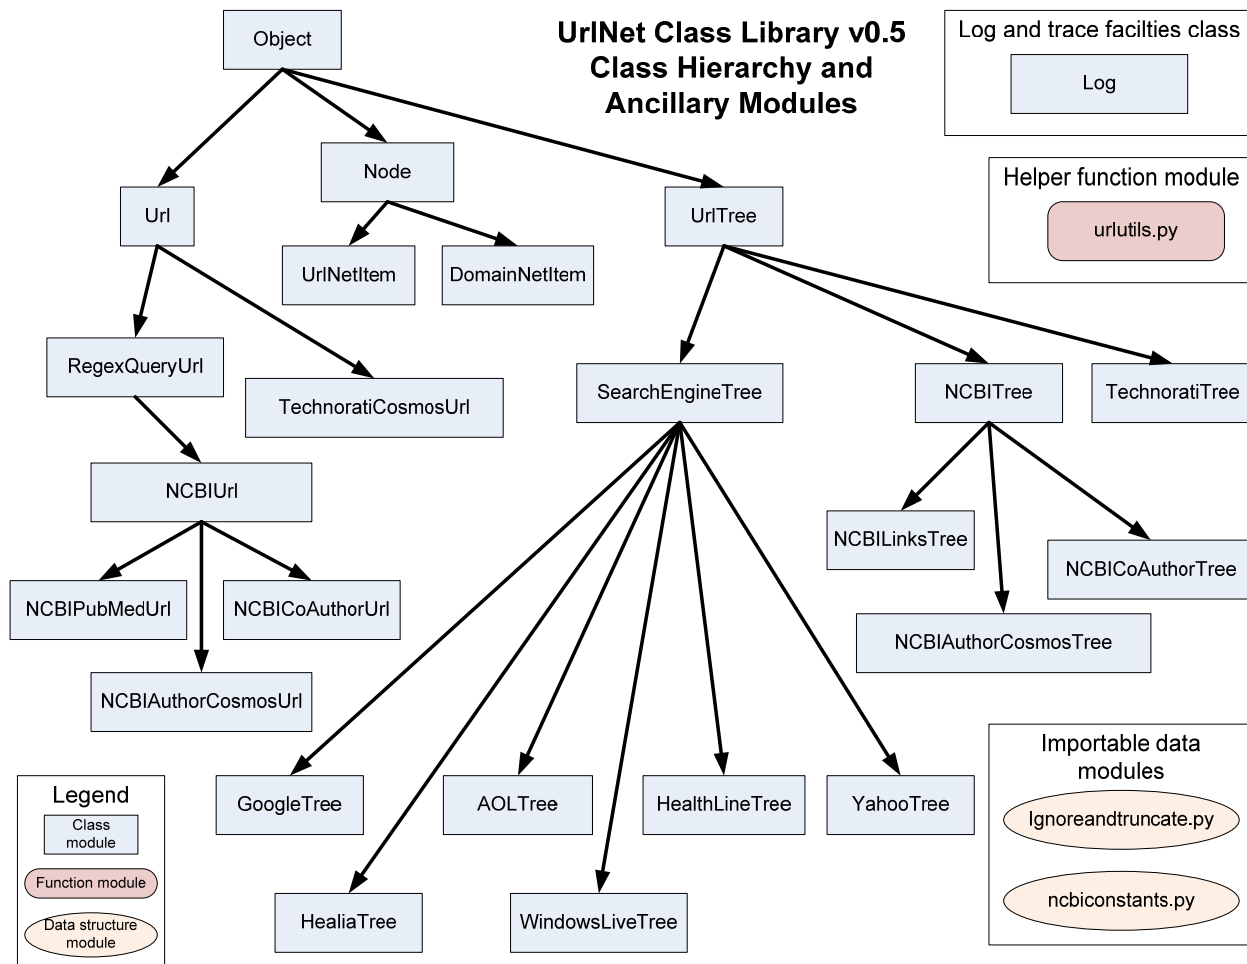 UrlNet Class Library v0.5
Class Hierarchy and
Ancillary Modules
Object
Log and trace facilties class
Log
Node
Helper function module
urlutils.py
Url
UrlTree
UrlNetItem
DomainNetItem
RegexQueryUrl
TechnoratiCosmosUrl
SearchEngineTree
NCBITree
TechnoratiTree
NCBIUrl
NCBILinksTree
NCBICoAuthorTree
NCBIPubMedUrl
NCBICoAuthorUrl
NCBIAuthorCosmosTree
NCBIAuthorCosmosUrl
GoogleTree
AOLTree
HealthLineTree
YahooTree
HealiaTree
WindowsLiveTree
Importable data
modules
Ignoreandtruncate.py
ncbiconstants.py
Legend
Class
module
Function module
Data structure
module